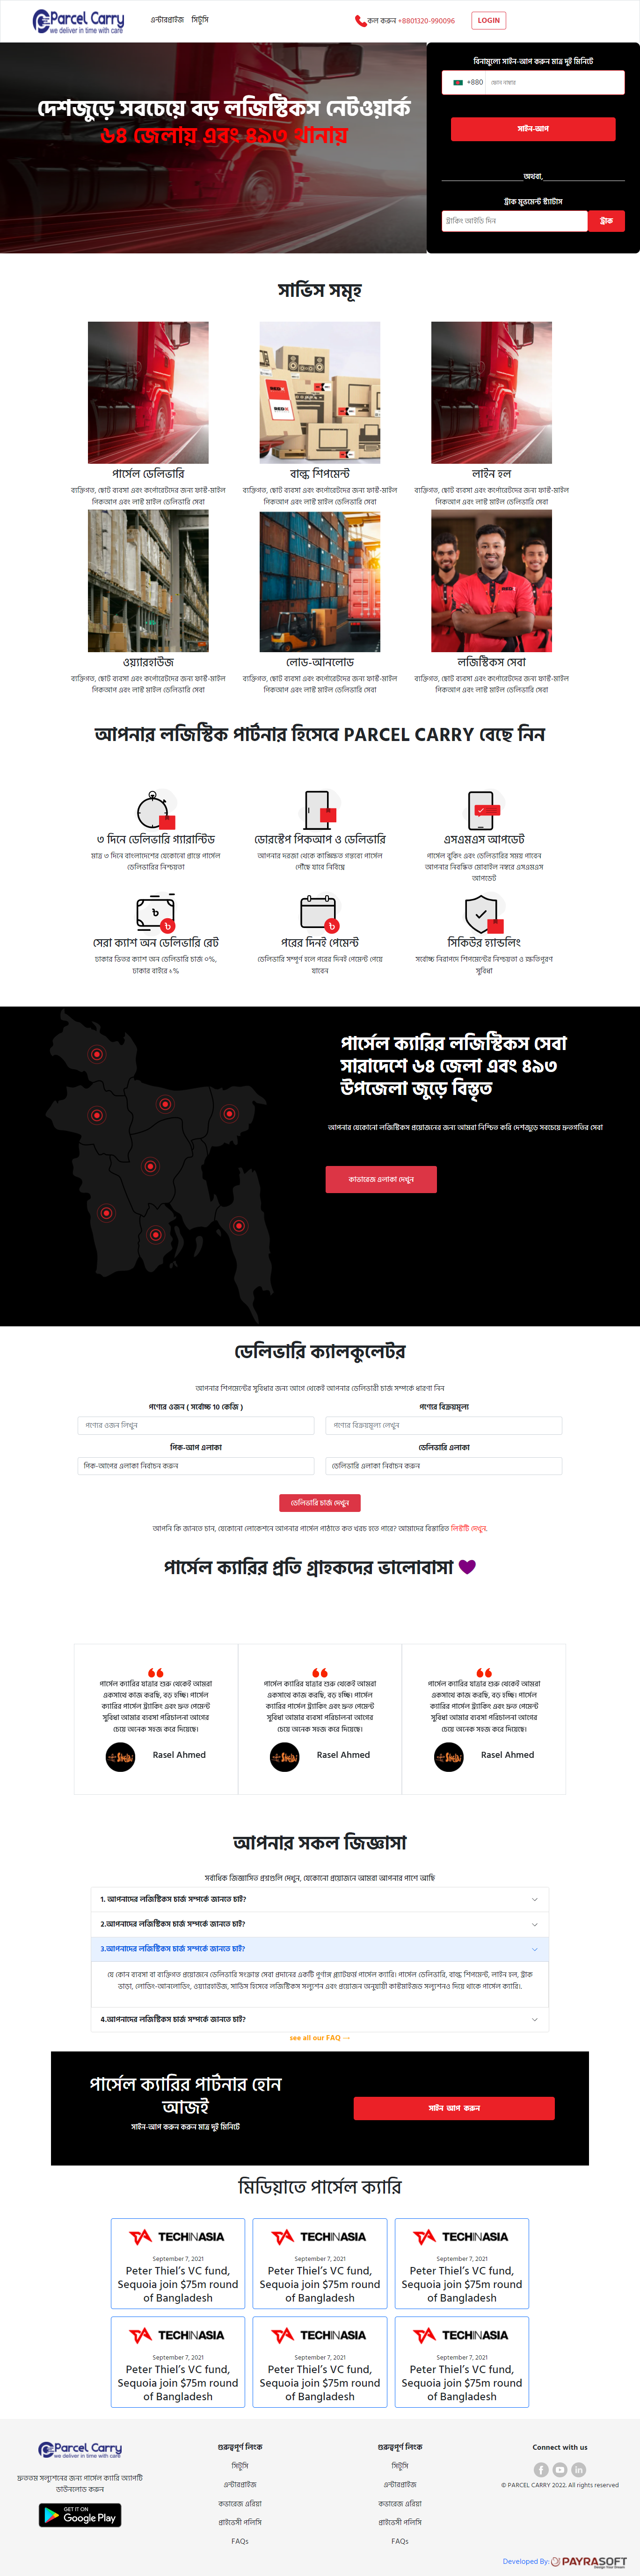 Parcel Carry
we deliver in time with care
এন্টারপ্রাইজ সিটুসি
কল করুন +8801320-990096
LOGIN
দেশজুড়ে সবচেয়ে বড় লজিস্টিকস নেটওয়ার্ক
৬৪ জেলায় এবং ৪৯৩ থানায়
বিনামূল্যে সাইন-আপ করুন মাত্র দুই মিনিটে
+880 ফোন নাম্বার
সাইন-আপ
অথবা,
ট্রাক মুভমেন্ট স্ট্যাটাস
ট্রাকিং আইডি দিন
ট্রাক
সার্ভিস সমূহ
পার্সেল ডেলিভারি
ব্যক্তিগত, ছোট ব্যবসা এবং কর্পোরেটদের জন্য ফার্স্ট-মাইল
পিকআপ এবং লাস্ট মাইল ডেলিভারি সেবা
বাল্ক শিপমেন্ট
ব্যক্তিগত, ছোট ব্যবসা এবং কর্পোরেটদের জন্য ফার্স্ট-মাইল
পিকআপ এবং লাস্ট মাইল ডেলিভারি সেবা
লাইন হল
ব্যক্তিগত, ছোট ব্যবসা এবং কর্পোরেটদের জন্য ফার্স্ট-মাইল
পিকআপ এবং লাস্ট মাইল ডেলিভারি সেবা
ওয়্যারহাউজ
ব্যক্তিগত, ছোট ব্যবসা এবং কর্পোরেটদের জন্য ফার্স্ট-মাইল
পিকআপ এবং লাস্ট মাইল ডেলিভারি সেবা
লোড-আনলোড
ব্যক্তিগত, ছোট ব্যবসা এবং কর্পোরেটদের জন্য ফার্স্ট-মাইল
পিকআপ এবং লাস্ট মাইল ডেলিভারি সেবা
লজিস্টিকস সেবা
ব্যক্তিগত, ছোট ব্যবসা এবং কর্পোরেটদের জন্য ফার্স্ট-মাইল
পিকআপ এবং লাস্ট মাইল ডেলিভারি সেবা
আপনার লজিস্টিক পার্টনার হিসেবে PARCEL CARRY বেছে নিন
৩ দিনে ডেলিভারি গ্যারান্টিড
মাত্র ৩ দিনে বাংলাদেশের যেকোনো প্রান্তে পার্সেল
ডেলিভারির নিশ্চয়তা
ডোরস্টেপ পিকআপ ও ডেলিভারি
আপনার দরজা থেকে কাঙ্ক্ষিত গন্তব্যে পার্সেল
পৌঁছে যাবে নির্বিঘ্নে
এসএমএস আপডেট
পার্সেল বুকিং এবং ডেলিভারির সময় পাবেন
আপনার নিবন্ধিত মোবাইল নম্বরে এসএমএস
আপডেট
সেরা ক্যাশ অন ডেলিভারি রেট
ঢাকার ভিতর ক্যাশ অন ডেলিভারি চার্জ ০%,
ঢাকার বাইরে ১%
পরের দিনই পেমেন্ট
ডেলিভারি সম্পূর্ণ হলে পরের দিনই পেমেন্ট পেয়ে
যাবেন
সিকিউর হ্যান্ডলিং
সর্বোচ্চ নিরাপদে শিপমেন্টের নিশ্চয়তা ও ক্ষতিপূরণ
সুবিধা
পার্সেল ক্যারির লজিস্টিকস সেবা
সারাদেশে ৬৪ জেলা এবং ৪৯৩
উপজেলা জুড়ে বিস্তৃত
আপনার যেকোনো লজিস্টিকস প্রয়োজনের জন্য আমরা নিশ্চিত করি দেশজুড়ে সবচেয়ে দ্রুতগতির সেবা
কাভারেজ এলাকা দেখুন
ডেলিভারি ক্যালকুলেটর
আপনার শিপমেন্টের সুবিধার জন্য আগে থেকেই আপনার ডেলিভারী চার্জ সম্পর্কে ধারণা নিন
পণ্যের ওজন ( সর্বোচ্চ 10 কেজি )
পণ্যের ওজন লিখুন
পণ্যের বিক্রয়মূল্য
পণ্যের বিক্রয়মূল্য লেখুন
পিক-আপ এলাকা
পিক-আপের এলাকা নির্বাচন করুন
ডেলিভারি এলাকা
ডেলিভারি এলাকা নির্বাচন করুন
ডেলিভারি চার্জ দেখুন
আপনি কি জানতে চান, যেকোনো লোকেশনে আপনার পার্সেল পাঠাতে কত খরচ হতে পারে? আমাদের বিস্তারিত লিস্টটি দেখুন.
পার্সেল ক্যারির প্রতি গ্রাহকদের ভালোবাসা
পার্সেল ক্যারির যাত্রার শুরু থেকেই আমরা
একসাথে কাজ করছি, বড় হচ্ছি। পার্সেল
ক্যারির পার্সেল ট্র্যাকিং এবং দ্রুত পেমেন্ট
সুবিধা আমার ব্যবসা পরিচালনা আগের
চেয়ে অনেক সহজ করে দিয়েছে।
Rasel Ahmed
পার্সেল ক্যারির যাত্রার শুরু থেকেই আমরা
একসাথে কাজ করছি, বড় হচ্ছি। পার্সেল
ক্যারির পার্সেল ট্র্যাকিং এবং দ্রুত পেমেন্ট
সুবিধা আমার ব্যবসা পরিচালনা আগের
চেয়ে অনেক সহজ করে দিয়েছে।
Rasel Ahmed
পার্সেল ক্যারির যাত্রার শুরু থেকেই আমরা
একসাথে কাজ করছি, বড় হচ্ছি। পার্সেল
ক্যারির পার্সেল ট্র্যাকিং এবং দ্রুত পেমেন্ট
সুবিধা আমার ব্যবসা পরিচালনা আগের
চেয়ে অনেক সহজ করে দিয়েছে।
Rasel Ahmed
আপনার সকল জিজ্ঞাসা
সর্বাধিক জিজ্ঞাসিত প্রশ্নগুলি দেখুন, যেকোনো প্রয়োজনে আমরা আপনার পাশে আছি
1. আপনাদের লজিস্টিকস চার্জ সম্পর্কে জানতে চাই?
2.আপনাদের লজিস্টিকস চার্জ সম্পর্কে জানতে চাই?
3.আপনাদের লজিস্টিকস চার্জ সম্পর্কে জানতে চাই?
যে কোন ব্যবসা বা ব্যক্তিগত প্রয়োজনে ডেলিভারি সংক্রান্ত সেবা প্রদানের একটি পূর্ণাঙ্গ প্ল্যাটফর্ম পার্সেল ক্যারি। পার্সেল ডেলিভারি, বাল্ক শিপমেন্ট, লাইন হল, ট্রাক
ভাড়া, লোডিং-আনলোডিং, ওয়্যারহাউজ, সার্ভিস হিসেবে লজিস্টিকস সল্যুশন এবং প্রয়োজন অনুযায়ী কাস্টমাইজড সল্যুশনও দিয়ে থাকে পার্সেল ক্যারি।.
4.আপনাদের লজিস্টিকস চার্জ সম্পর্কে জানতে চাই?
see all our FAQ →
পার্সেল ক্যারির পার্টনার হোন
আজই
সাইন-আপ করুন করুন মাত্র দুই মিনিটে
সাইন আপ করুন
মিডিয়াতে পার্সেল ক্যারি
TECHINASIA
September 7, 2021
Peter Thiel’s VC fund,
Sequoia join $75m round
of Bangladesh
TECHINASIA
September 7, 2021
Peter Thiel’s VC fund,
Sequoia join $75m round
of Bangladesh
TECHINASIA
September 7, 2021
Peter Thiel’s VC fund,
Sequoia join $75m round
of Bangladesh
TECHINASIA
September 7, 2021
Peter Thiel’s VC fund,
Sequoia join $75m round
of Bangladesh
TECHINASIA
September 7, 2021
Peter Thiel’s VC fund,
Sequoia join $75m round
of Bangladesh
TECHINASIA
September 7, 2021
Peter Thiel’s VC fund,
Sequoia join $75m round
of Bangladesh
Parcel Carry
we deliver in time with care
দ্রুততম সল্যুশনের জন্য পার্সেল ক্যারি অ্যাপটি
ডাউনলোড করুন
GET IT ON
Google Play
গুরুত্বপূর্ণ লিংক
সিটুসি
এন্টারপ্রাইজ
কভারেজ এরিয়া
প্রাইভেসী পলিসি
FAQs
গুরুত্বপূর্ণ লিংক
সিটুসি
এন্টারপ্রাইজ
কভারেজ এরিয়া
প্রাইভেসী পলিসি
FAQs
Connect with us
© PARCEL CARRY 2022. All rights reserved
Developed By: PAYRASOFT
Design Your Dream